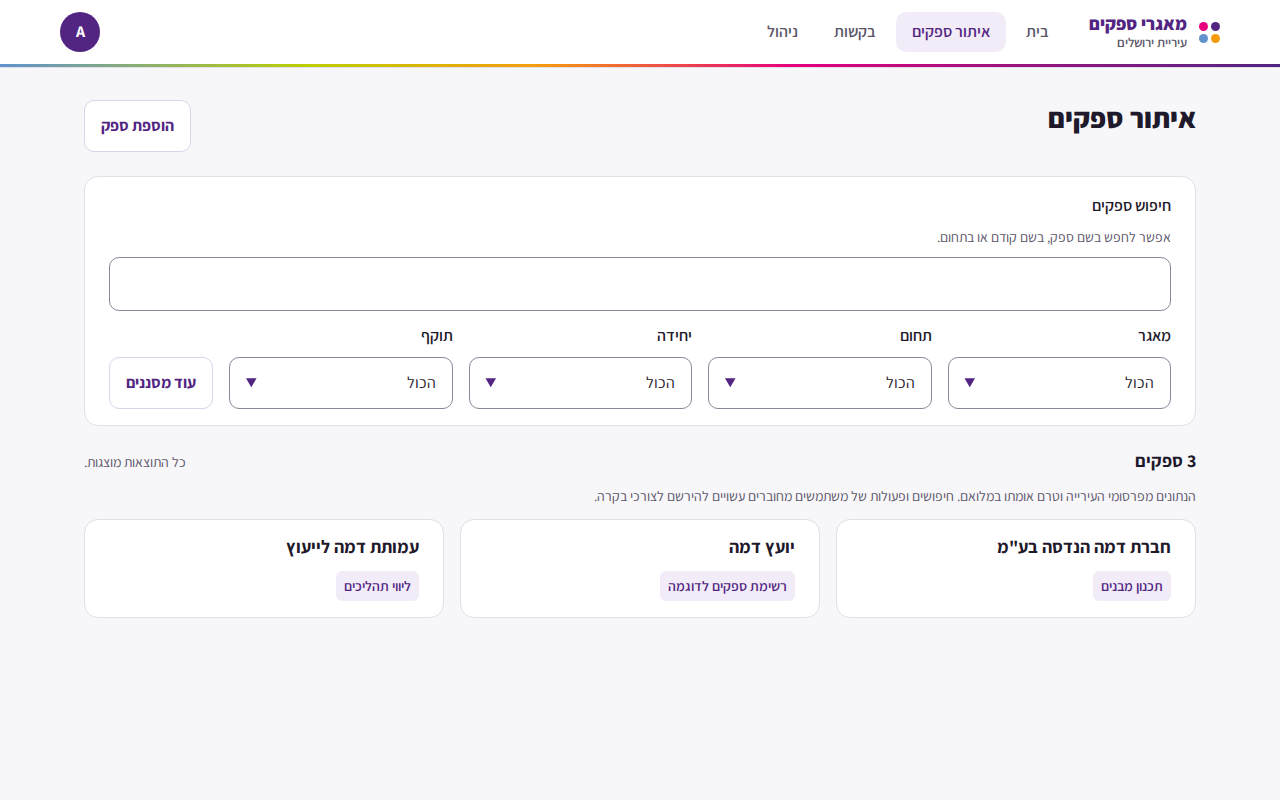 מאגרי ספקים
עיריית ירושלים
בית
איתור ספקים
בקשות
ניהול
A
איתור ספקים
הוספת ספק
חיפוש ספקים
אפשר לחפש בשם ספק, בשם קודם או בתחום.
מאגר
תחום
יחידה
תוקף
הכול
הכול
הכול
הכול
עוד מסננים
3 ספקים
כל התוצאות מוצגות.
הנתונים מפרסומי העירייה וטרם אומתו במלואם. חיפושים ופעולות של משתמשים מחוברים עשויים להירשם לצורכי בקרה.
חברת דמה הנדסה בע"מ
תכנון מבנים
יועץ דמה
רשימת ספקים לדוגמה
עמותת דמה לייעוץ
ליווי תהליכים